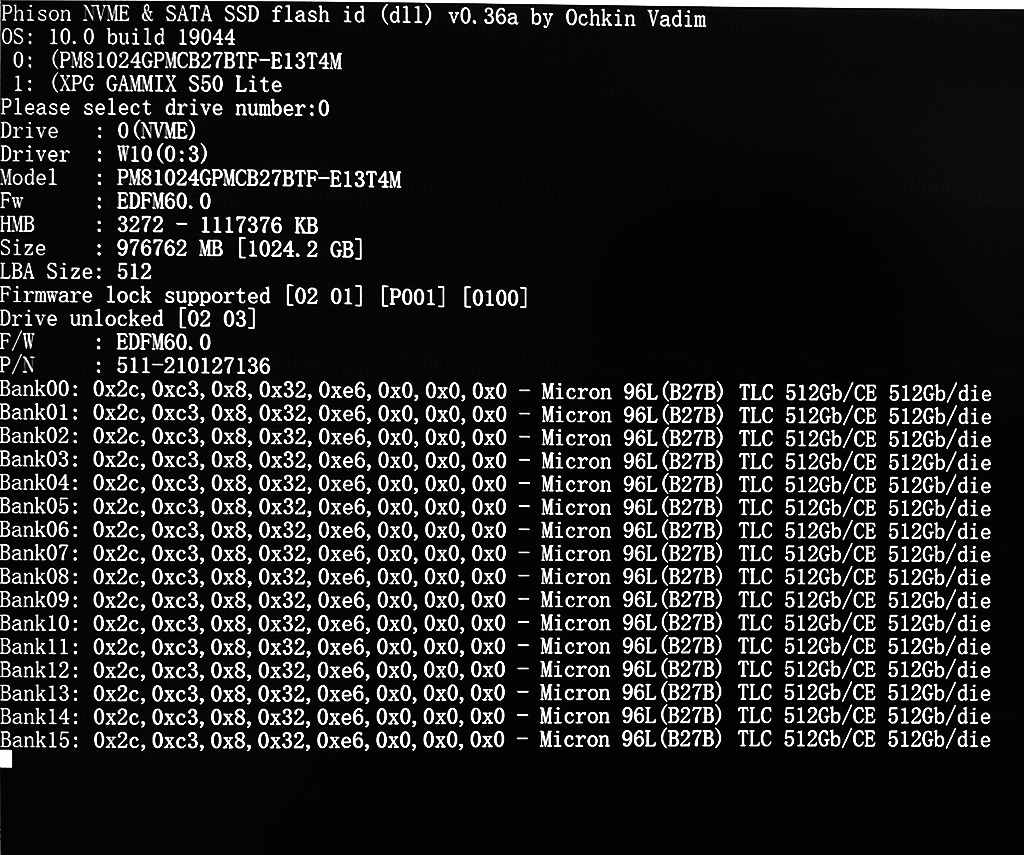 Phison NVME & SATA SSD flash id (dll) v0.36a by Ochkin Vadim
OS: 10.0 build 19044
0: (PM81024GPMCB27BTF-E13T4M
1: (XPG GAMMIX S50 Lite
Please select drive number:0
Drive : 0(NVME)
Driver : W10(0:3)
Model : PM81024GPMCB27BTF-E13T4M
Fw : EDFM60.0
HMB : 3272 - 1117376 KB
Size : 976762 MB [1024.2 GB]
LBA Size: 512
Firmware lock supported [02 01] [P001] [0100]
Drive unlocked [02 03]
F/W : EDFM60.0
P/N : 511-210127136
Bank00: 0x2c,0xc3,0x8,0x32,0xe6,0x0,0x0,0x0 - Micron 96L(B27B) TLC 512Gb/CE 512Gb/die
Bank01: 0x2c,0xc3,0x8,0x32,0xe6,0x0,0x0,0x0 - Micron 96L(B27B) TLC 512Gb/CE 512Gb/die
Bank02: 0x2c,0xc3,0x8,0x32,0xe6,0x0,0x0,0x0 - Micron 96L(B27B) TLC 512Gb/CE 512Gb/die
Bank03: 0x2c,0xc3,0x8,0x32,0xe6,0x0,0x0,0x0 - Micron 96L(B27B) TLC 512Gb/CE 512Gb/die
Bank04: 0x2c,0xc3,0x8,0x32,0xe6,0x0,0x0,0x0 - Micron 96L(B27B) TLC 512Gb/CE 512Gb/die
Bank05: 0x2c,0xc3,0x8,0x32,0xe6,0x0,0x0,0x0 - Micron 96L(B27B) TLC 512Gb/CE 512Gb/die
Bank06: 0x2c,0xc3,0x8,0x32,0xe6,0x0,0x0,0x0 - Micron 96L(B27B) TLC 512Gb/CE 512Gb/die
Bank07: 0x2c,0xc3,0x8,0x32,0xe6,0x0,0x0,0x0 - Micron 96L(B27B) TLC 512Gb/CE 512Gb/die
Bank08: 0x2c,0xc3,0x8,0x32,0xe6,0x0,0x0,0x0 - Micron 96L(B27B) TLC 512Gb/CE 512Gb/die
Bank09: 0x2c,0xc3,0x8,0x32,0xe6,0x0,0x0,0x0 - Micron 96L(B27B) TLC 512Gb/CE 512Gb/die
Bank10: 0x2c,0xc3,0x8,0x32,0xe6,0x0,0x0,0x0 - Micron 96L(B27B) TLC 512Gb/CE 512Gb/die
Bank11: 0x2c,0xc3,0x8,0x32,0xe6,0x0,0x0,0x0 - Micron 96L(B27B) TLC 512Gb/CE 512Gb/die
Bank12: 0x2c,0xc3,0x8,0x32,0xe6,0x0,0x0,0x0 - Micron 96L(B27B) TLC 512Gb/CE 512Gb/die
Bank13: 0x2c,0xc3,0x8,0x32,0xe6,0x0,0x0,0x0 - Micron 96L(B27B) TLC 512Gb/CE 512Gb/die
Bank14: 0x2c,0xc3,0x8,0x32,0xe6,0x0,0x0,0x0 - Micron 96L(B27B) TLC 512Gb/CE 512Gb/die
Bank15: 0x2c,0xc3,0x8,0x32,0xe6,0x0,0x0,0x0 - Micron 96L(B27B) TLC 512Gb/CE 512Gb/die